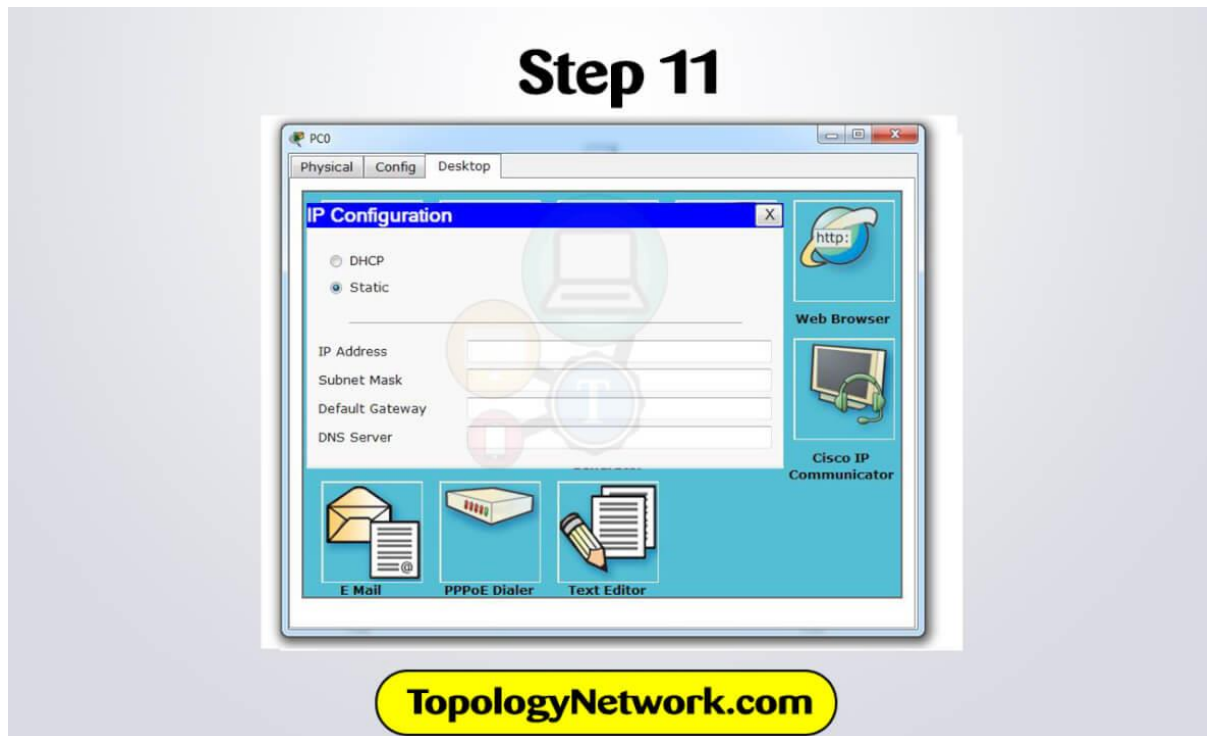 Step 11
PC0
Physical Config Desktop
IP Configuration X
DHCP
Static
IP Address
Subnet Mask
Default Gateway
DNS Server
http:
Web Browser
Cisco IP
Communicator
T
@
E Mail PPPoE Dialer Text Editor
TopologyNetwork.com